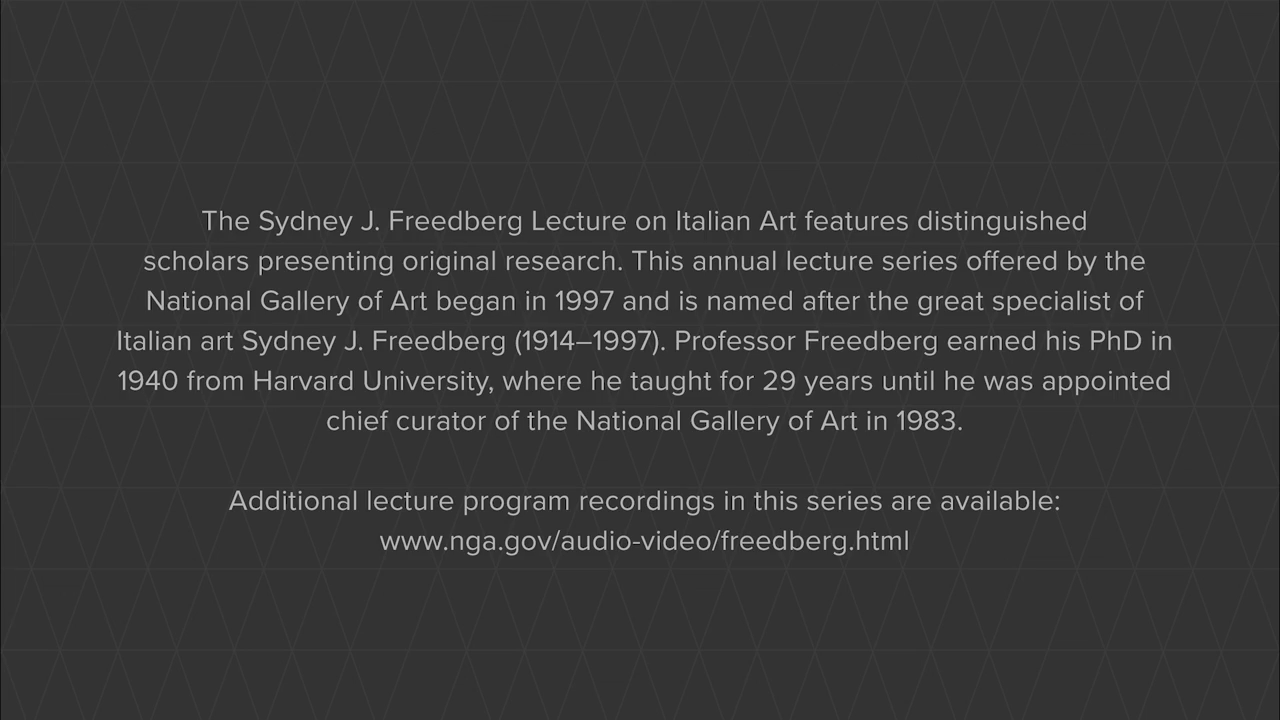 The Sydney J. Freedberg Lecture on Italian Art features distinguished
scholars presenting original research. This annual lecture series offered by the
National Gallery of Art began in 1997 and is named after the great specialist of
Italian art Sydney J. Freedberg (1914–1997). Professor Freedberg earned his PhD in
1940 from Harvard University, where he taught for 29 years until he was appointed
chief curator of the National Gallery of Art in 1983.
Additional lecture program recordings in this series are available:
www.nga.gov/audio-video/freedberg.html